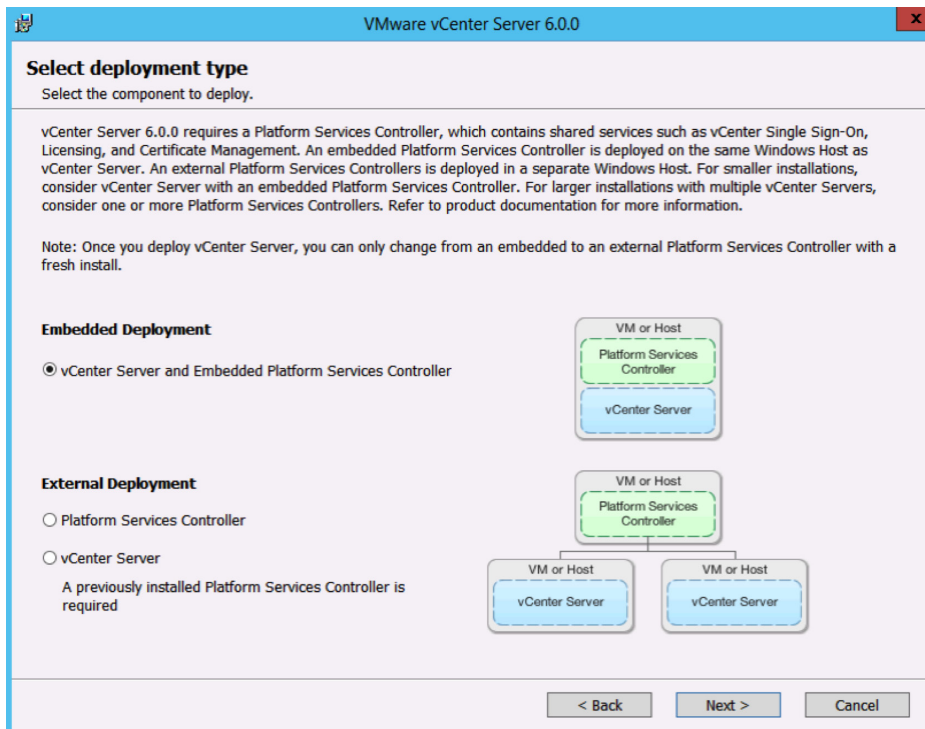 VMware vCenter Server 6.0.0
x
Select deployment type
Select the component to deploy.
vCenter Server 6.0.0 requires a Platform Services Controller, which contains shared services such as vCenter Single Sign-On,
Licensing, and Certificate Management. An embedded Platform Services Controller is deployed on the same Windows Host as
vCenter Server. An external Platform Services Controllers is deployed in a separate Windows Host. For smaller installations,
consider vCenter Server with an embedded Platform Services Controller. For larger installations with multiple vCenter Servers,
consider one or more Platform Services Controllers. Refer to product documentation for more information.
Note: Once you deploy vCenter Server, you can only change from an embedded to an external Platform Services Controller with a
fresh install.
Embedded Deployment
vCenter Server and Embedded Platform Services Controller
VM or Host
Platform Services
Controller
vCenter Server
External Deployment
Platform Services Controller
vCenter Server
A previously installed Platform Services Controller is
required
VM or Host
Platform Services
Controller
VM or Host
vCenter Server
VM or Host
vCenter Server
< Back
Next >
Cancel